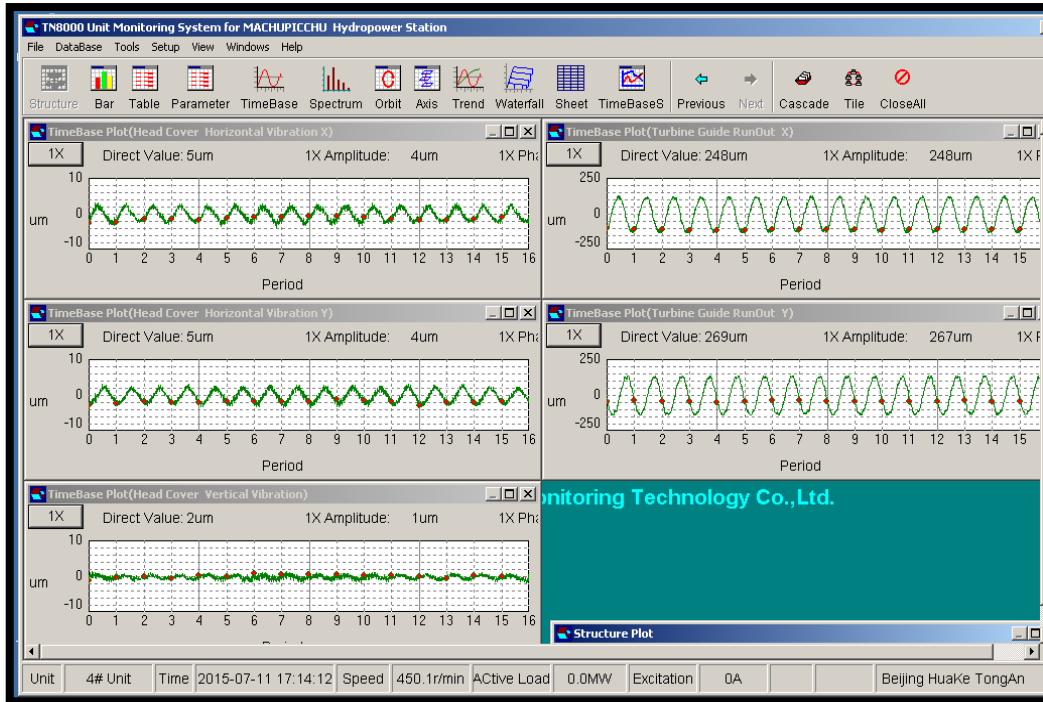 TN8000 Unit Monitoring System for MACHUPICCHU Hydropower Station
File DataBase Tools Setup View Windows Help
Structure Bar Table Parameter TimeBase Spectrum Orbit Axis Trend Waterfall Sheet TimeBaseS Previous Next Cascade Tile CloseAll
TimeBase Plot(Head Cover Horizontal Vibration X)
1X Direct Value: 5um 1X Amplitude: 4um 1X Pha
10
um 0
-10
0 1 2 3 4 5 6 7 8 9 10 11 12 13 14 15 16
Period
TimeBase Plot(Turbine Guide RunOut X)
1X Direct Value: 248um 1X Amplitude: 248um 1X P
250
um 0
-250
0 1 2 3 4 5 6 7 8 9 10 11 12 13 14 15
Period
TimeBase Plot(Head Cover Horizontal Vibration Y)
1X Direct Value: 5um 1X Amplitude: 4um 1X Pha
10
um 0
-10
0 1 2 3 4 5 6 7 8 9 10 11 12 13 14 15 16
Period
TimeBase Plot(Turbine Guide RunOut Y)
1X Direct Value: 269um 1X Amplitude: 267um 1X P
250
um 0
-250
0 1 2 3 4 5 6 7 8 9 10 11 12 13 14 15
Period
TimeBase Plot(Head Cover Vertical Vibration)
1X Direct Value: 2um 1X Amplitude: 1um 1X Pha
10
um 0
-10
0 1 2 3 4 5 6 7 8 9 10 11 12 13 14 15 16
nitoring Technology Co.,Ltd.
Structure Plot
Unit 4# Unit Time 2015-07-11 17:14:12 Speed 450.1r/min ACtive Load 0.0MW Excitation 0A Beijing HuaKe TongAn